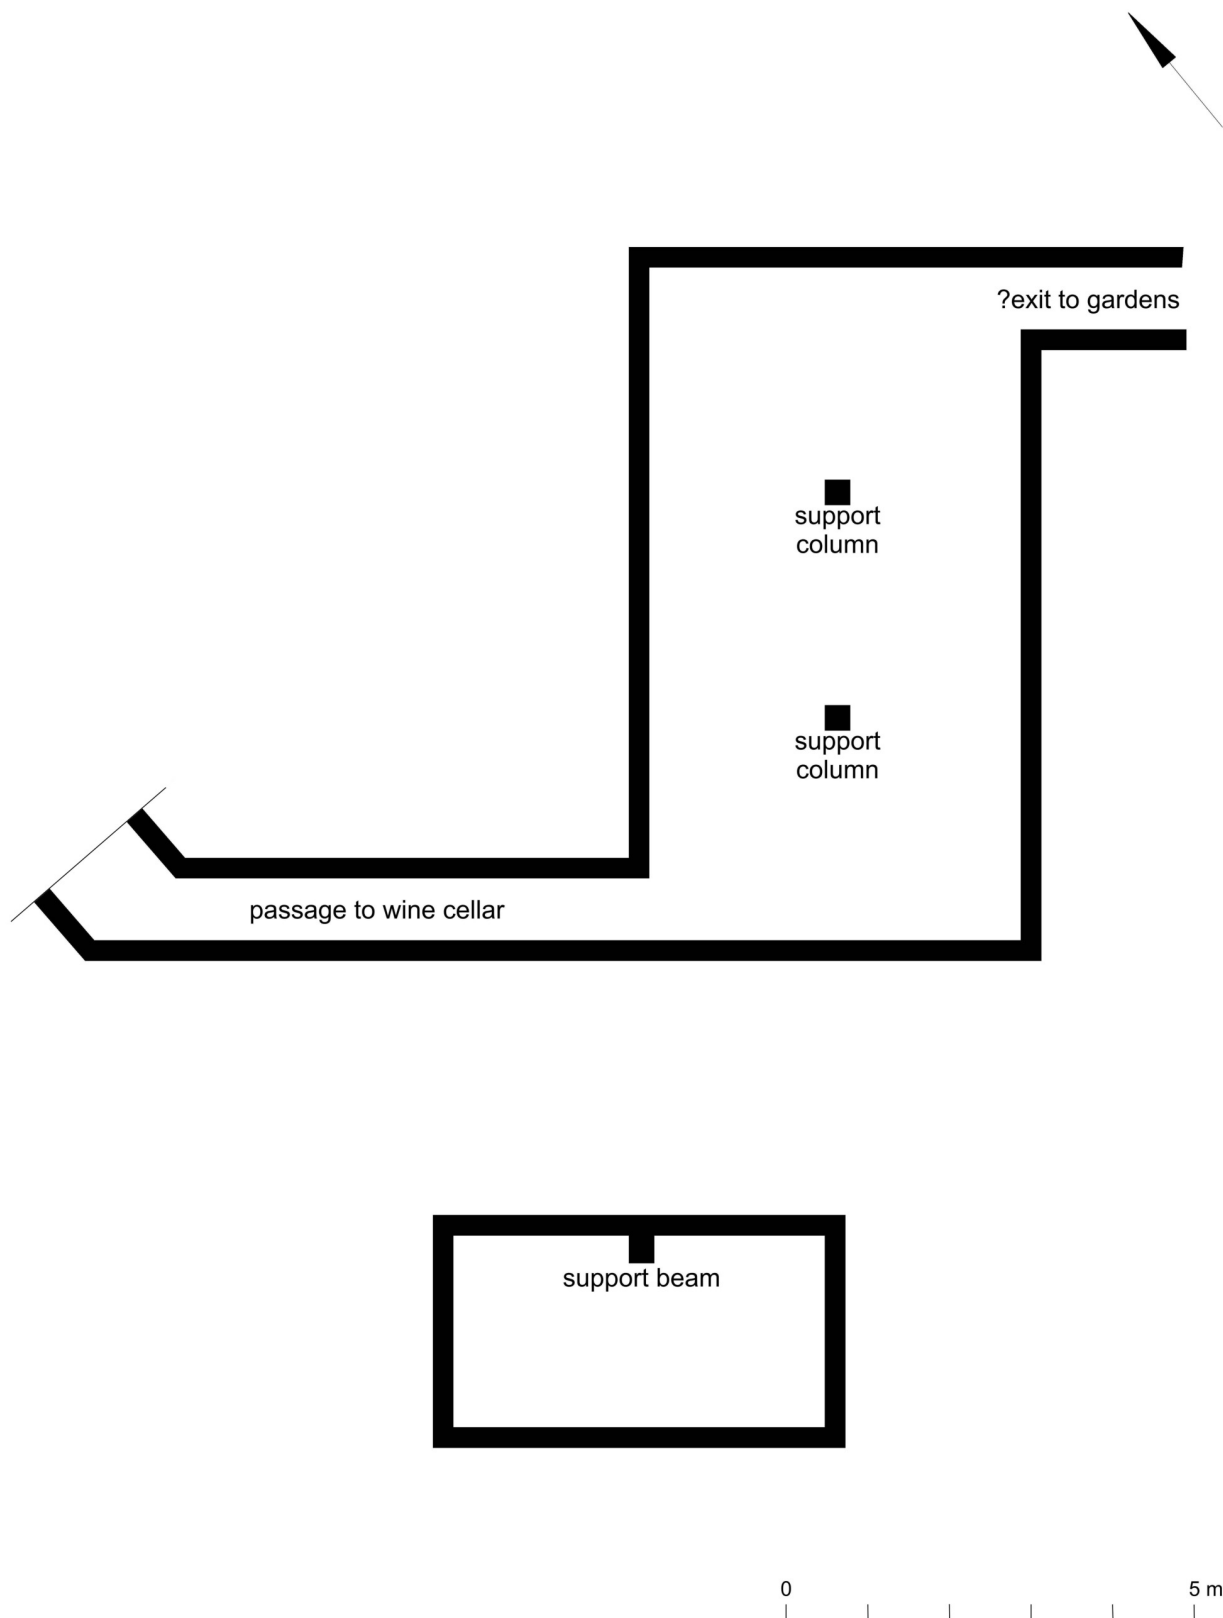 ?exit to gardens
support
column
support
column
passage to wine cellar
support beam
0 5 m